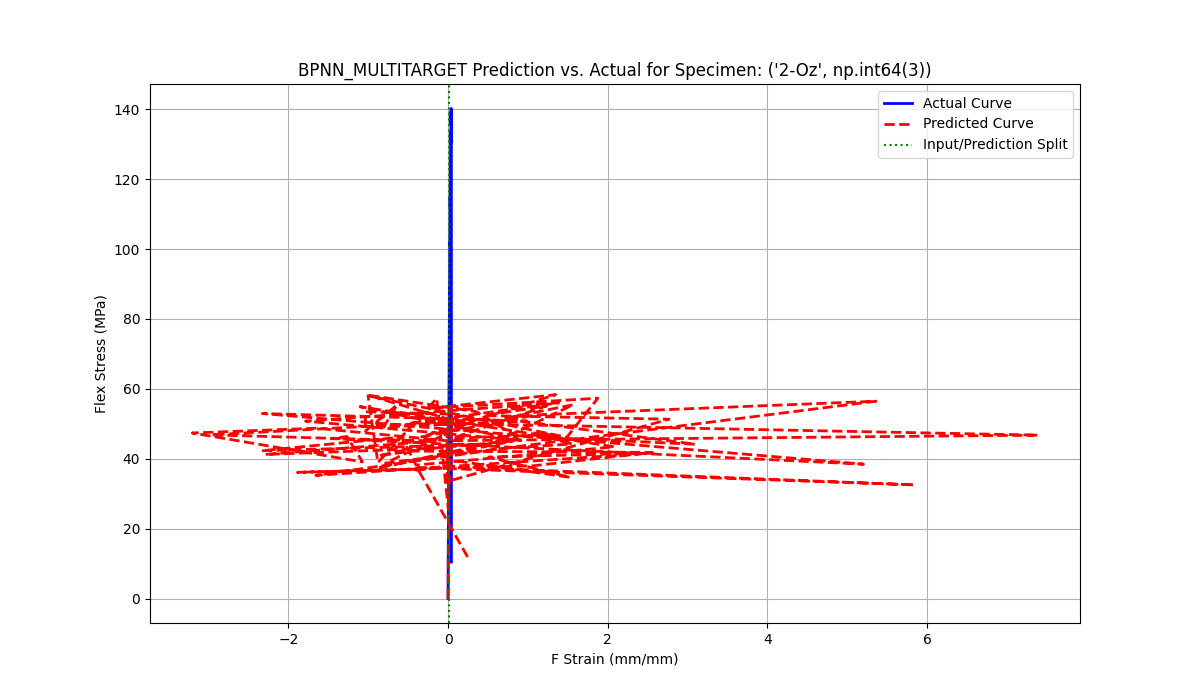 BPNN_MULTITARGET Prediction vs. Actual for Specimen: ('2-Oz', np.int64(3))
Actual Curve
Predicted Curve
Input/Prediction Split
Flex Stress (MPa)
140
120
100
80
60
40
20
0
−2
0
2
4
6
F Strain (mm/mm)